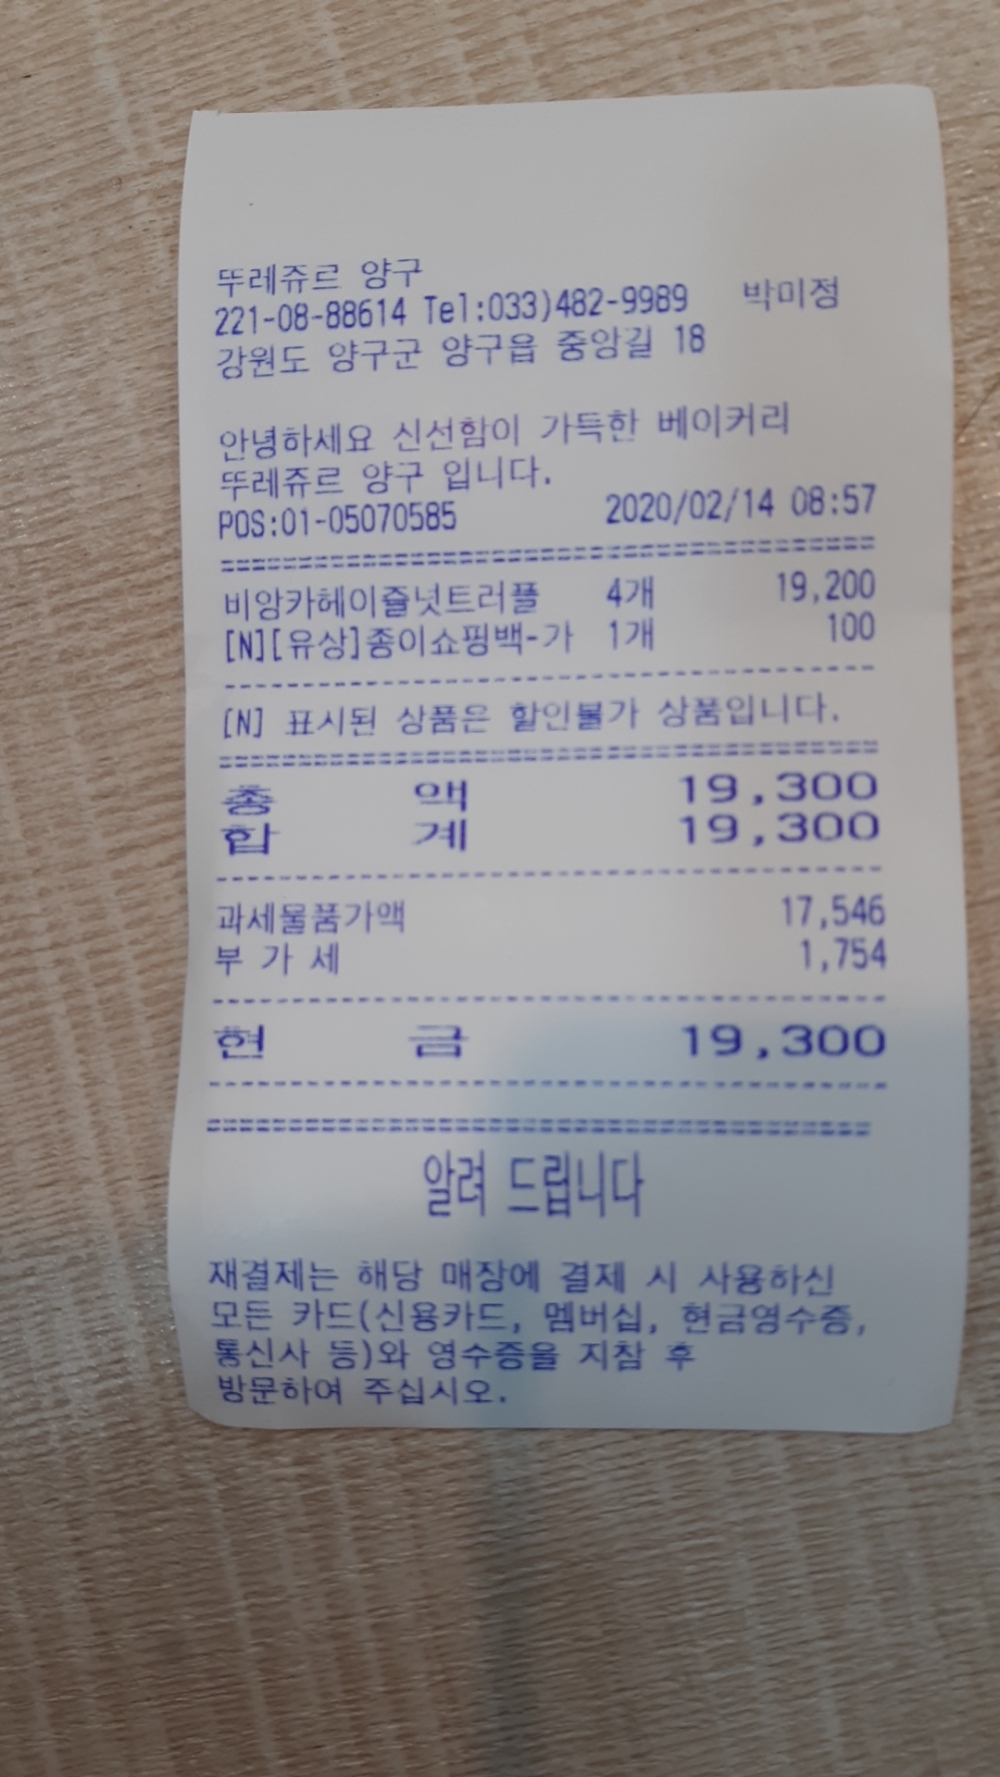 뚜레쥬르 양구
221-08-88614 Tel:033)482-9989 박미정
강원도 양구군 양구읍 중앙길 18
안녕하세요 신선함이 가득한 베이커리
뚜레쥬르 양구 입니다.
POS:01-05070585 2020/02/14 08:57
비앙카헤이쥴넛트러플 4개 19,200
[N][유상]종이쇼핑백-가 1개 100
[N] 표시된 상품은 할인불가 상품입니다.
총 액 19,300
합 계 19,300
과세물품가액 17,546
부 가 세 1,754
현 금 19,300
알려 드립니다
재결제는 해당 매장에 결제 시 사용하신
모든 카드(신용카드, 멤버십, 현금영수증,
통신사 등)와 영수증을 지참 후
방문하여 주십시오.